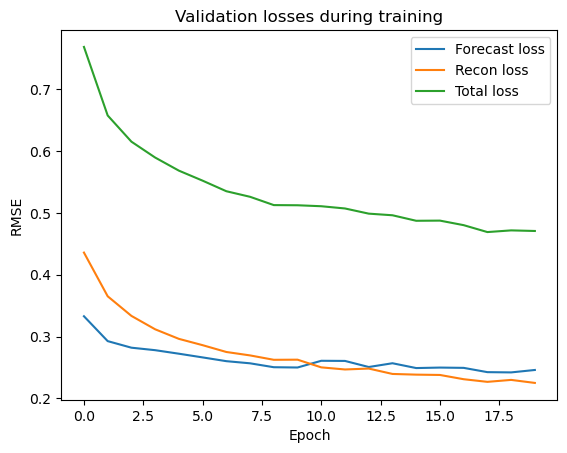 Validation losses during training
Forecast loss
Recon loss
Total loss
RMSE
0.7
0.6
0.5
0.4
0.3
0.2
0.0 2.5 5.0 7.5 10.0 12.5 15.0 17.5
Epoch